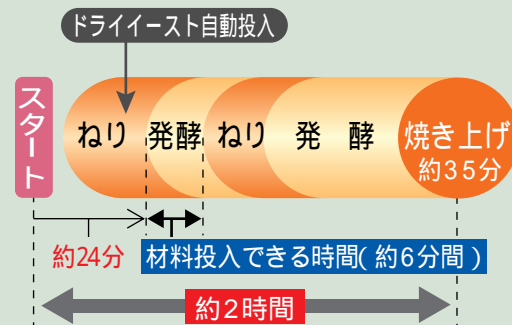 ドライイースト自動投入
スタート
ねり 発酵 ねり 発 酵 焼き上げ
約35分
約24分 材料投入できる時間(約6分間)
約2時間